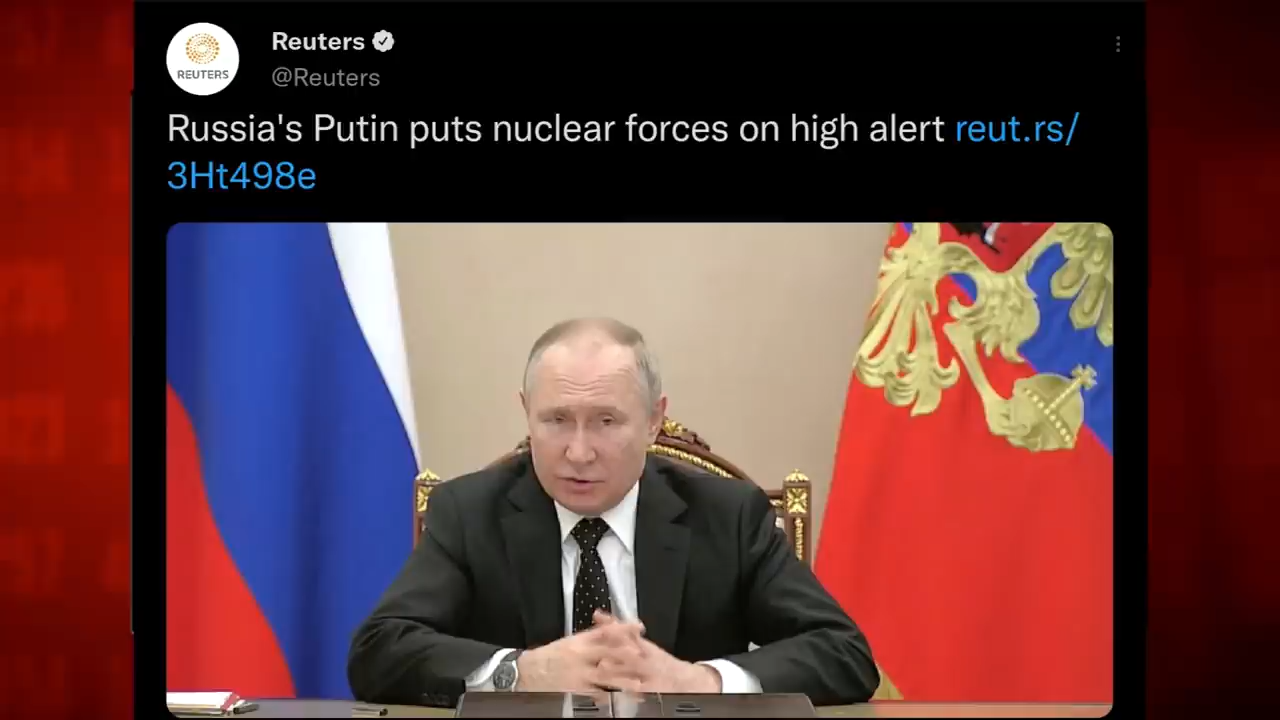 Reuters
REUTERS
@Reuters
Russia's Putin puts nuclear forces on high alert reut.rs/
3Ht498e